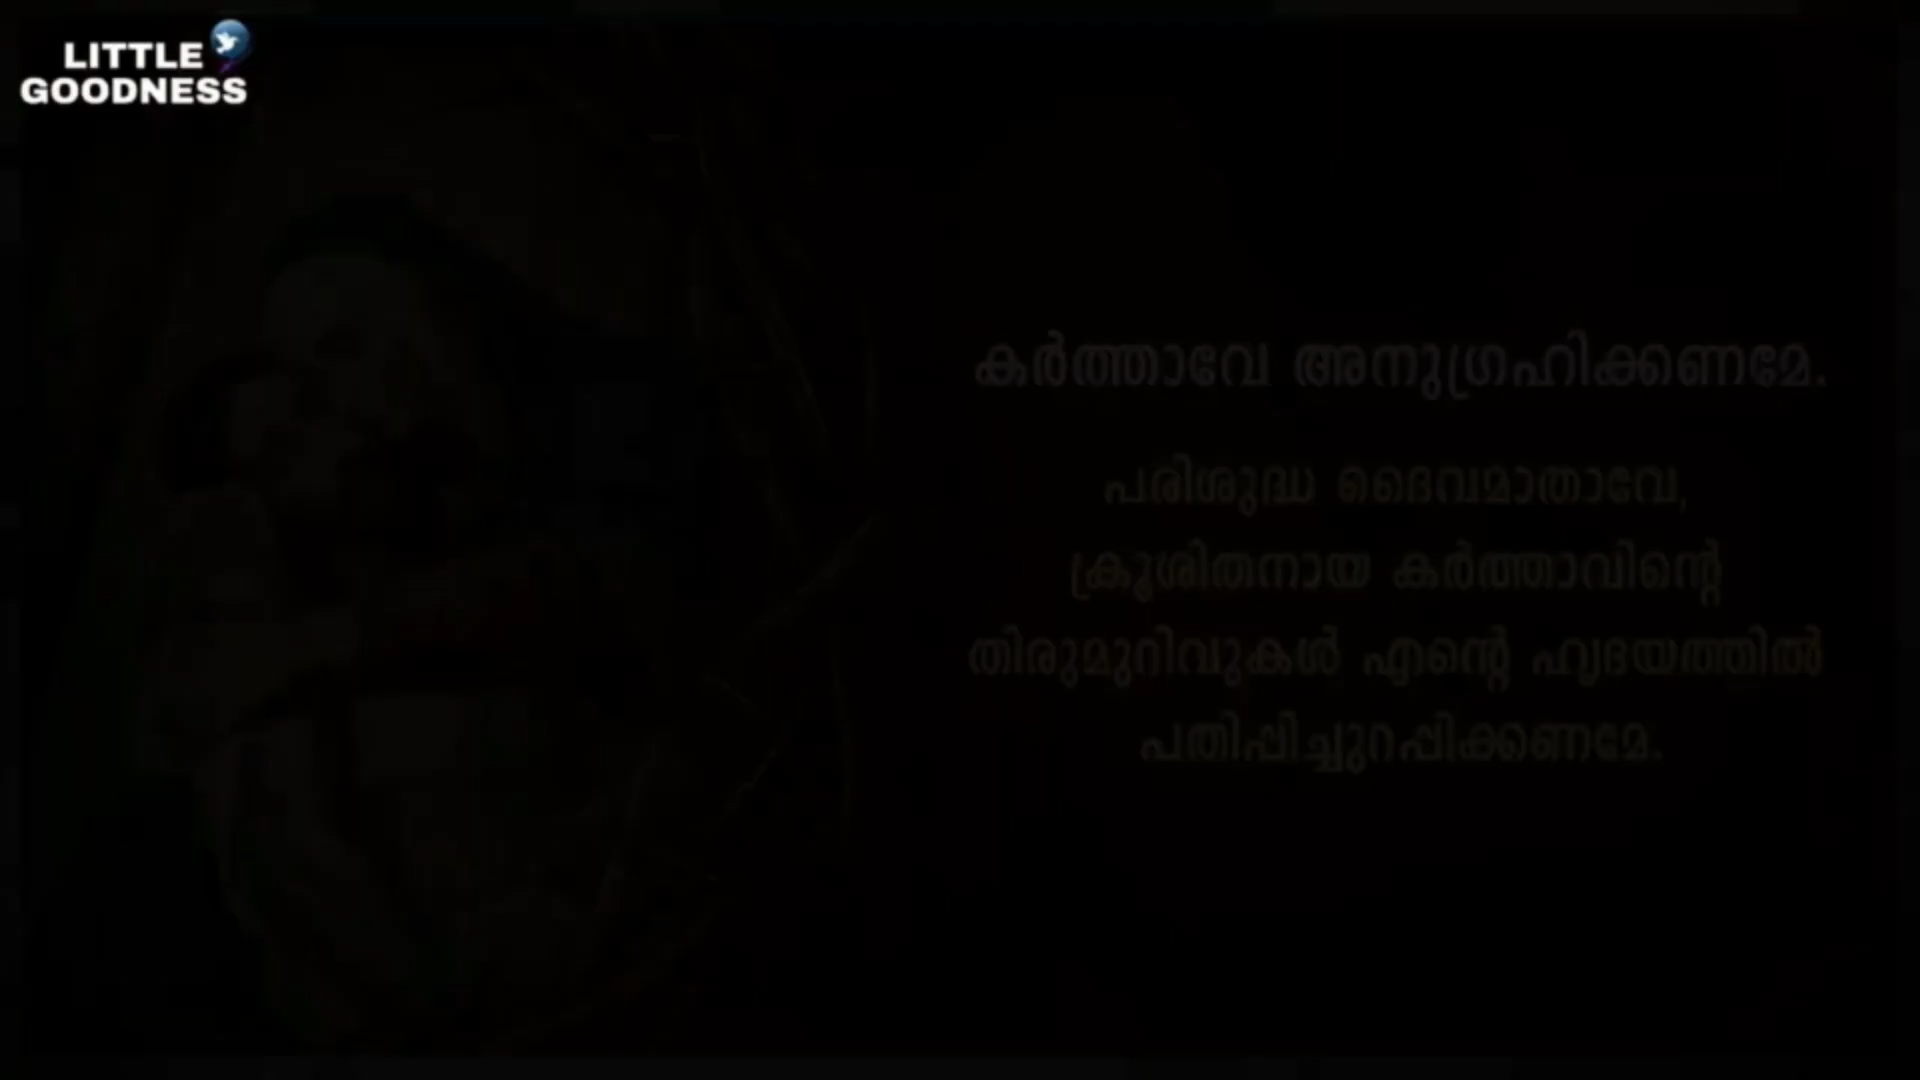 LITTLE
GOODNESS
കർത്താവേ അനുഗ്രഹിക്കണമേ.
പരിശുദ്ധ ദൈവമാതാവേ,
ക്രൂശിതനായ കർത്താവിന്റെ
തിരുമുറിവുകൾ എന്റെ ഹൃദയത്തിൽ
പതിപ്പിച്ചുറപ്പിക്കണമേ.